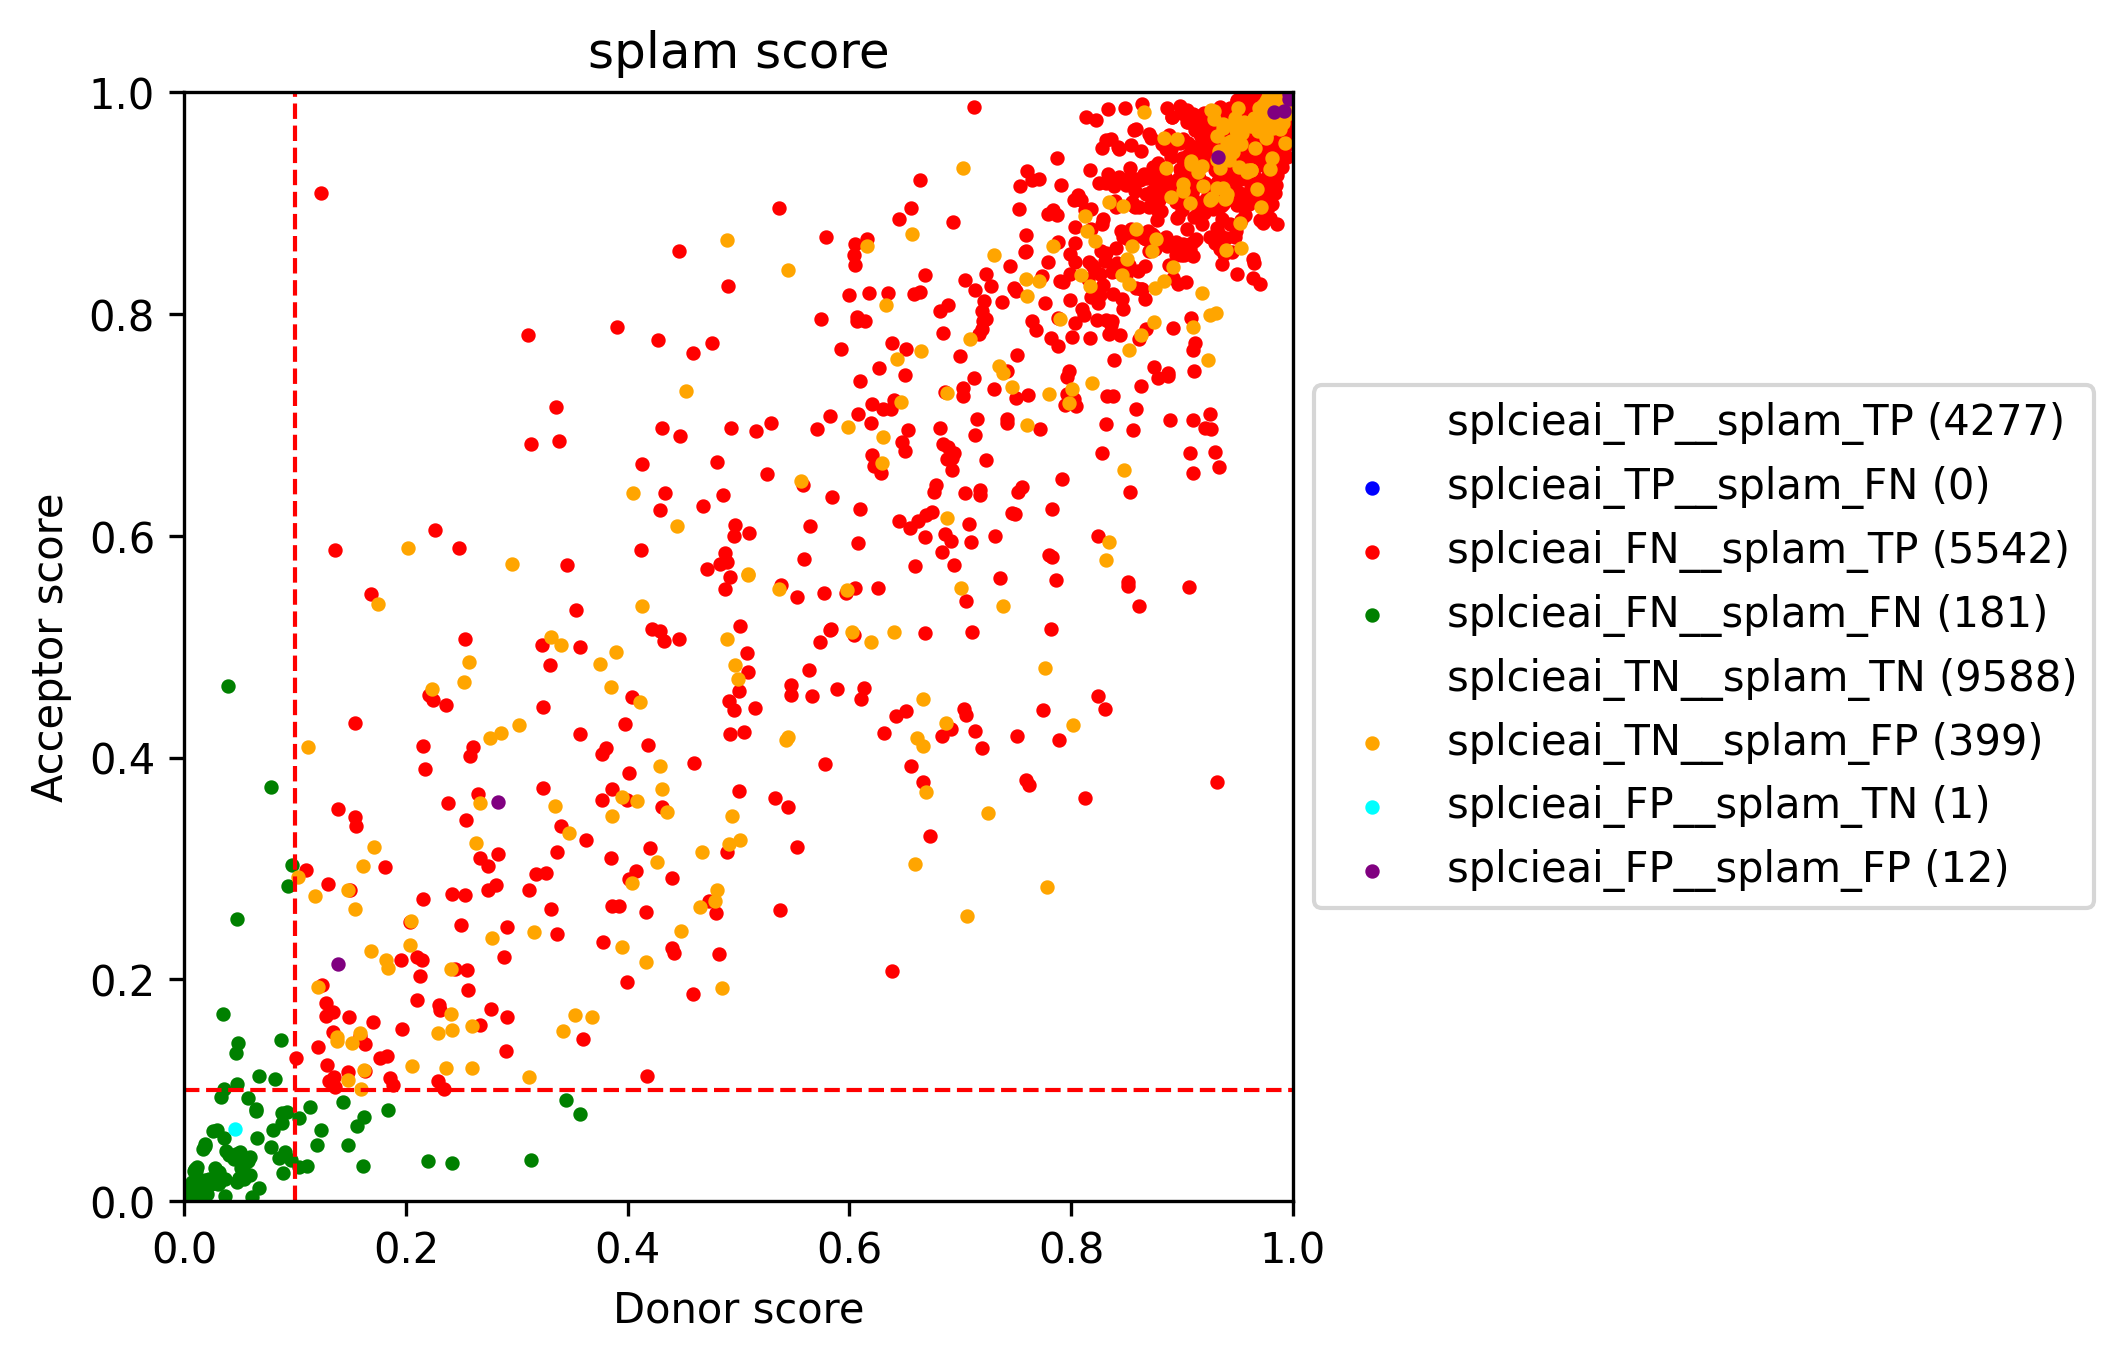 splam score
1.0
0.8
0.6
0.4
0.2
0.0
Acceptor score
0.0 0.2 0.4 0.6 0.8 1.0
Donor score
splcieai_TP__splam_TP (4277)
splcieai_TP__splam_FN (0)
splcieai_FN__splam_TP (5542)
splcieai_FN__splam_FN (181)
splcieai_TN__splam_TN (9588)
splcieai_TN__splam_FP (399)
splcieai_FP__splam_TN (1)
splcieai_FP__splam_FP (12)